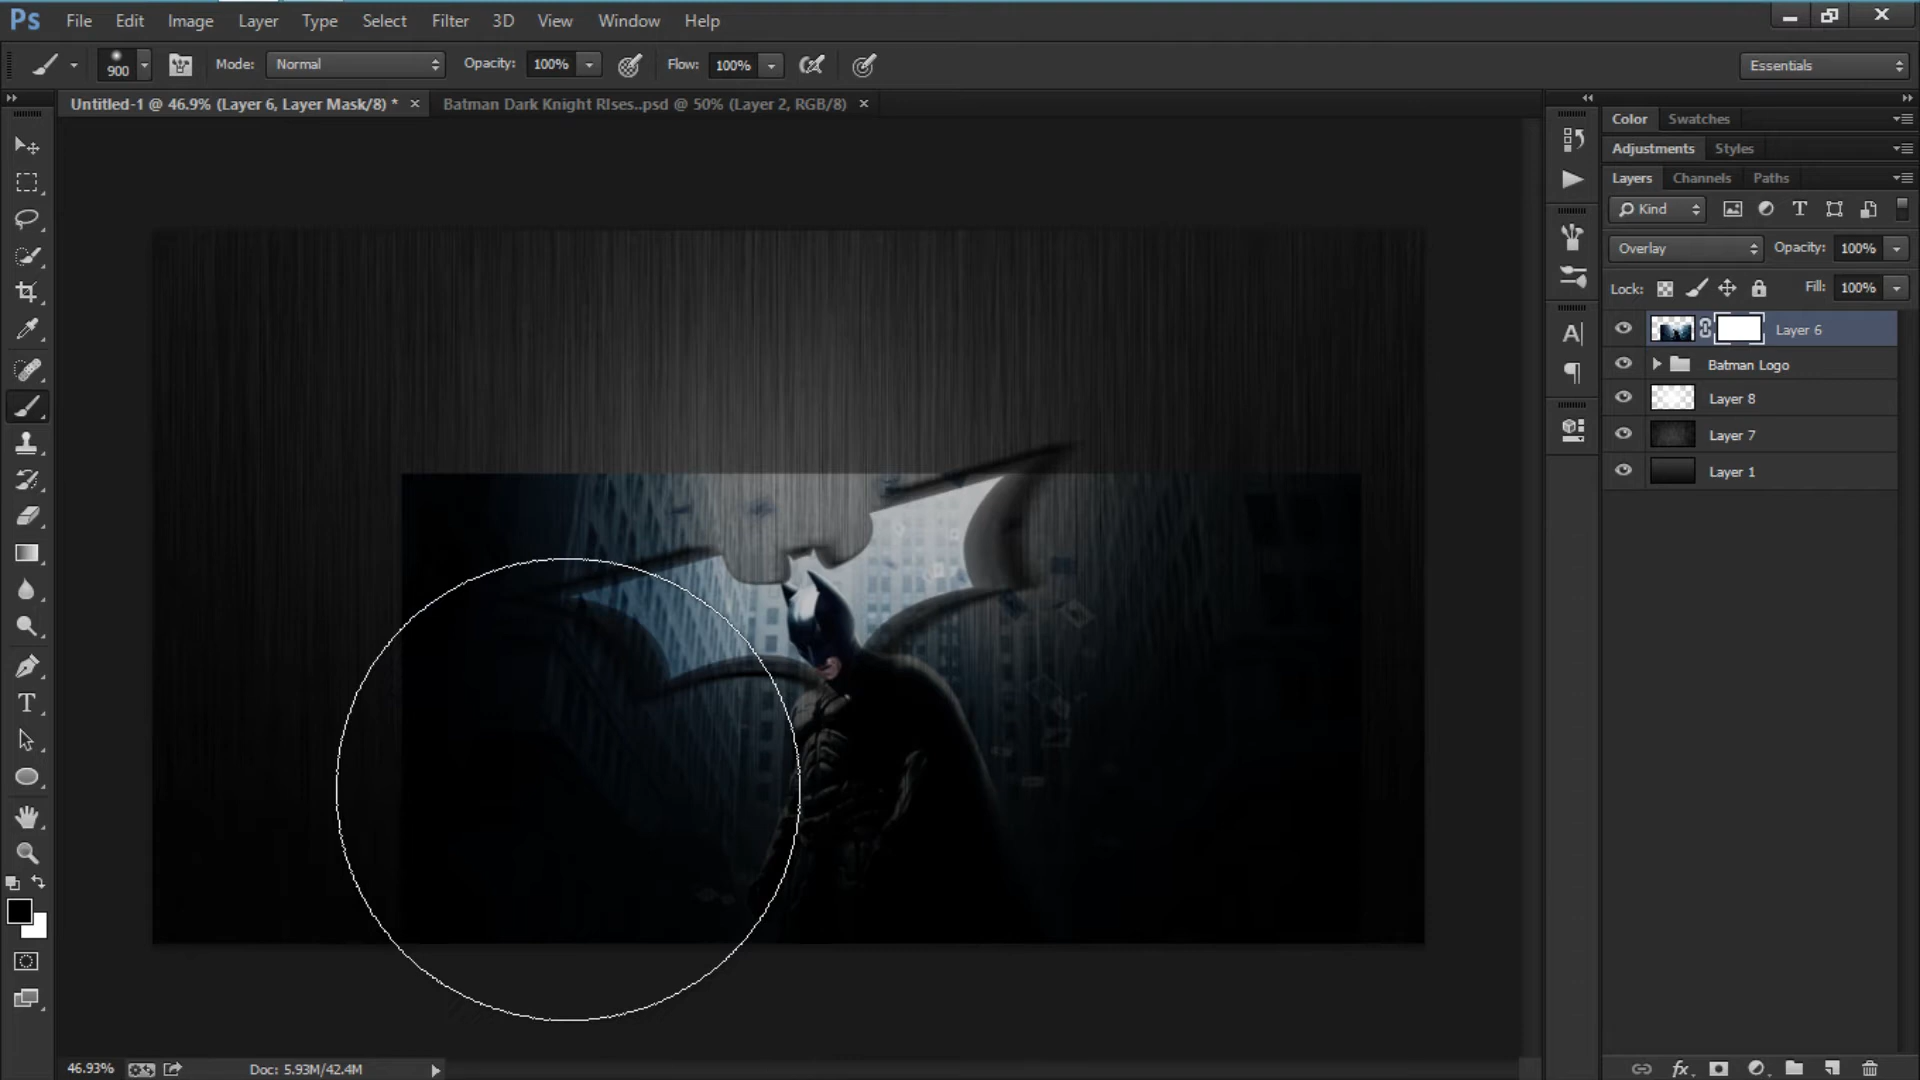 Ps File Edit Image Layer Type Select Filter 3D View Window Help
900 Mode: Normal Opacity: 100% Flow: 100% Essentials
Untitled-1 @ 46.9% (Layer 6, Layer Mask/8) * × Batman Dark Knight RIses..psd @ 50% (Layer 2, RGB/8) ×
Color Swatches
Adjustments Styles
Layers Channels Paths
Kind
Overlay Opacity: 100%
Lock: Fill: 100%
Layer 6
Batman Logo
Layer 8
Layer 7
Layer 1
46.93% Doc: 5.93M/42.4M